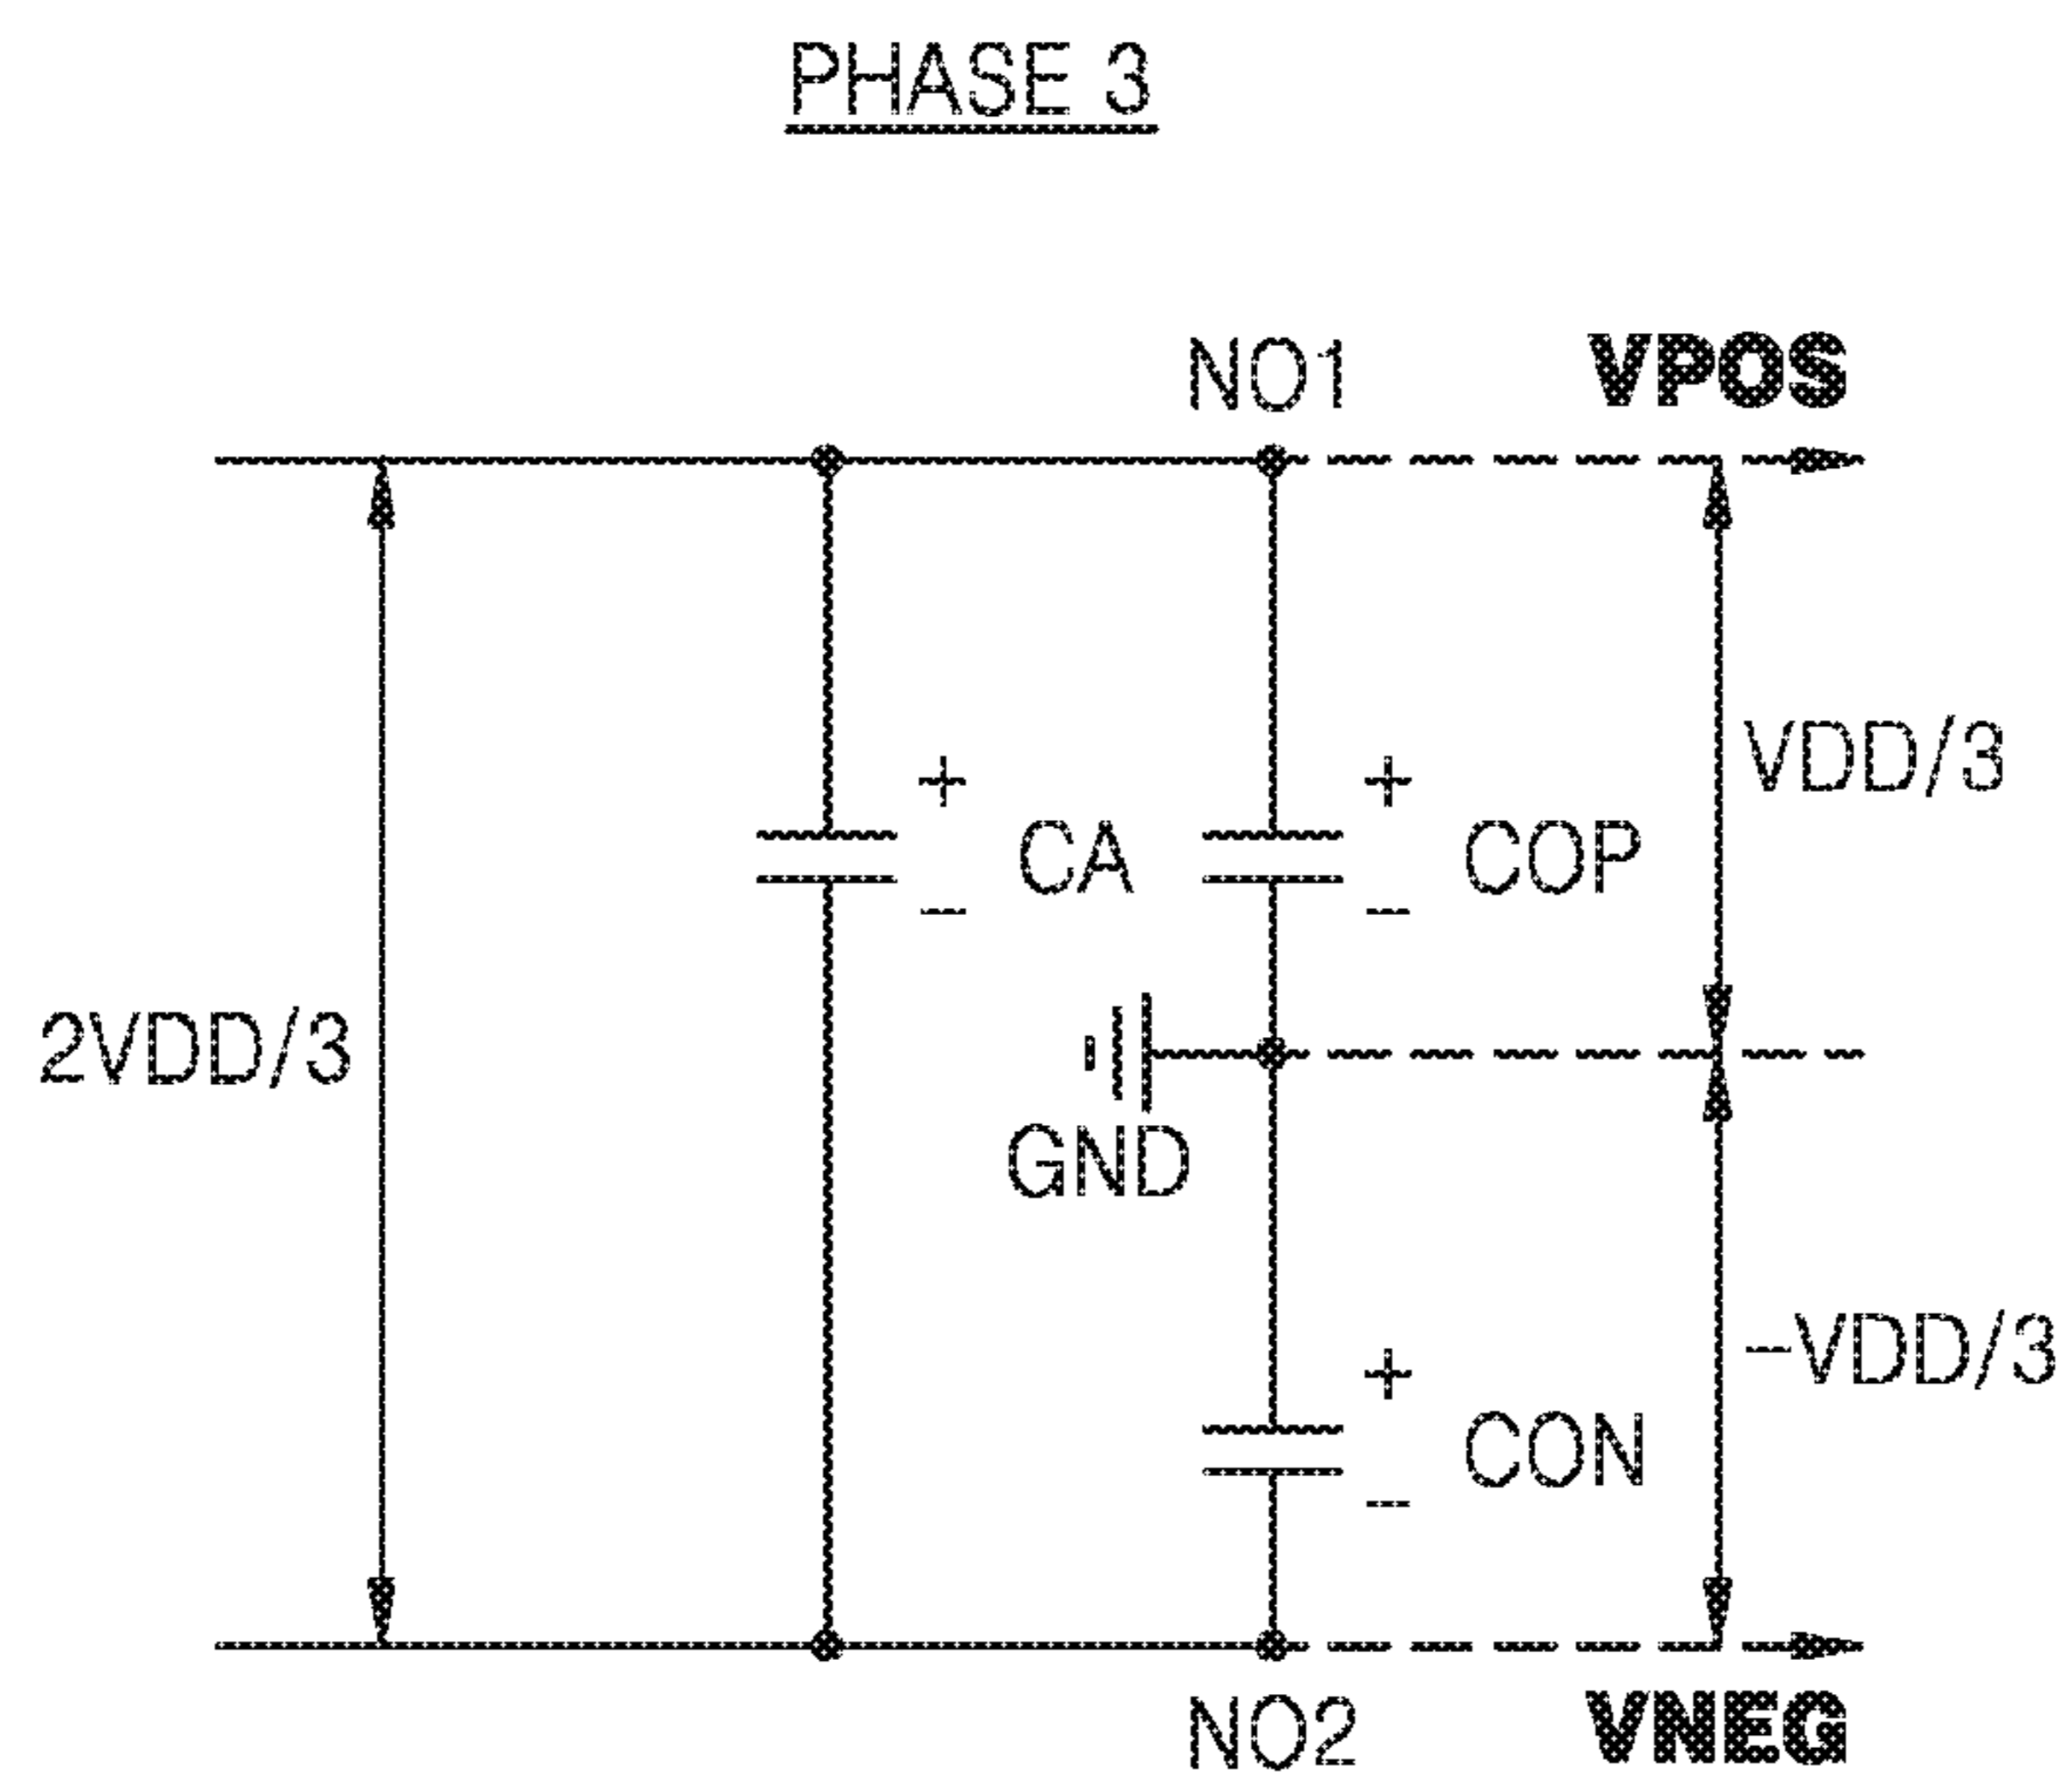 PHASE 3
NO1
VPOS
+
+
VDD/3
CA
COP
−
−
2VDD/3
GND
+
−VDD/3
CON
−
NO2
VNEG